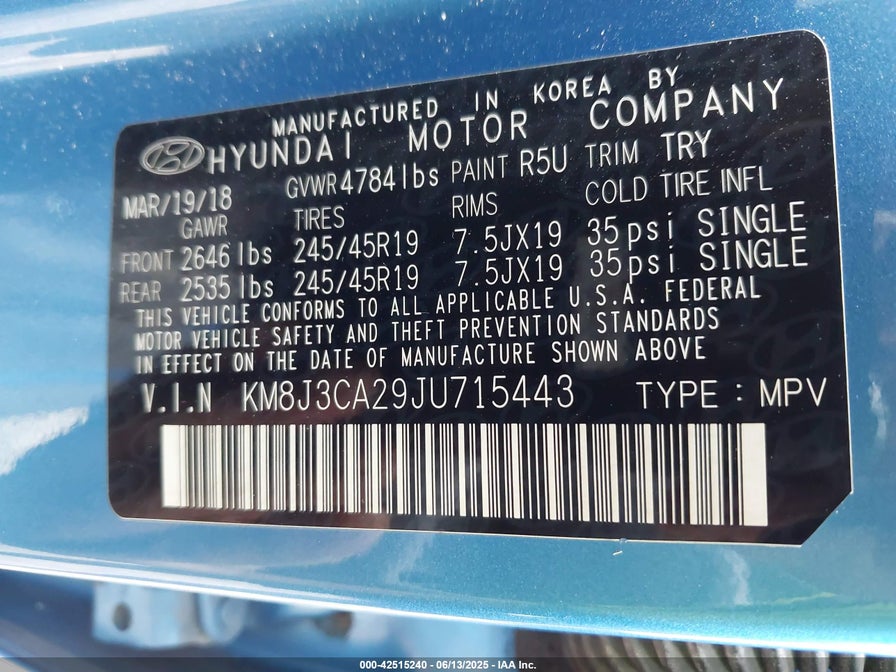 MANUFACTURED IN KOREA BY
HYUNDAI MOTOR COMPANY
MAR/19/18 GVWR 4784lbs PAINT R5U TRIM TRY
GAWR TIRES RIMS COLD TIRE INFL
FRONT 2646 lbs 245/45R19 7.5JX19 35psi SINGLE
REAR 2535 lbs 245/45R19 7.5JX19 35psi SINGLE
THIS VEHICLE CONFORMS TO ALL APPLICABLE U.S.A. FEDERAL
MOTOR VEHICLE SAFETY AND THEFT PREVENTION STANDARDS
IN EFFECT ON THE DATE OF MANUFACTURE SHOWN ABOVE
V.I.N KM8J3CA29JU715443 TYPE : MPV
000-42515240 - 06/13/2025 - IAA Inc.